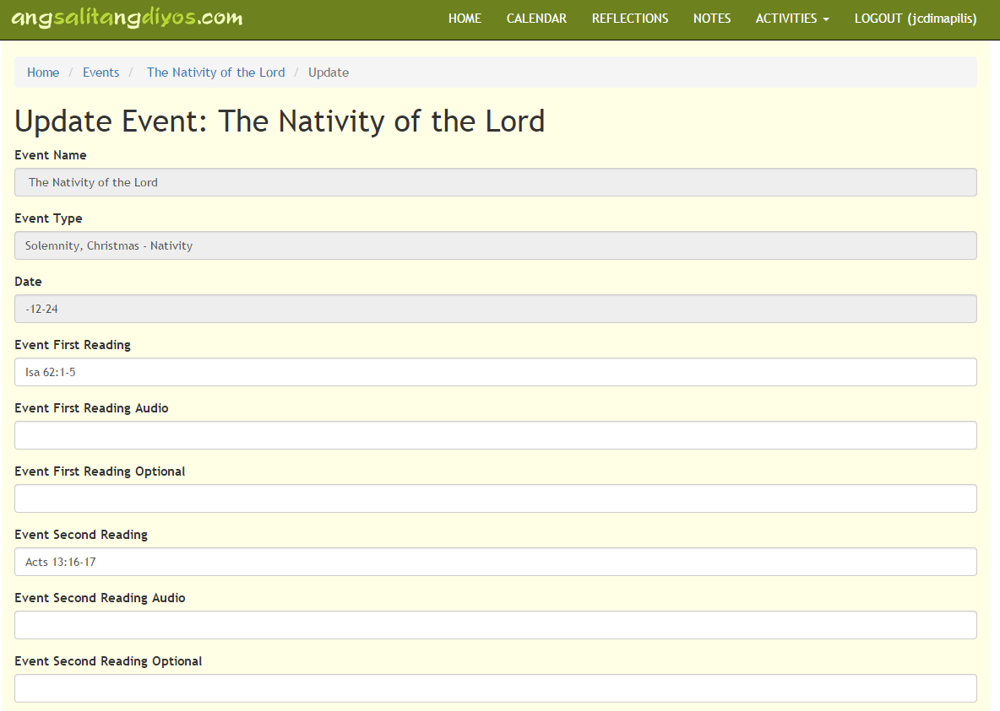 angsalitangdiyos.com
HOME CALENDAR REFLECTIONS NOTES ACTIVITIES LOGOUT (jcdimapilis)
Home / Events / The Nativity of the Lord / Update
Update Event: The Nativity of the Lord
Event Name
The Nativity of the Lord
Event Type
Solemnity, Christmas - Nativity
Date
-12-24
Event First Reading
Isa 62:1-5
Event First Reading Audio
Event First Reading Optional
Event Second Reading
Acts 13:16-17
Event Second Reading Audio
Event Second Reading Optional